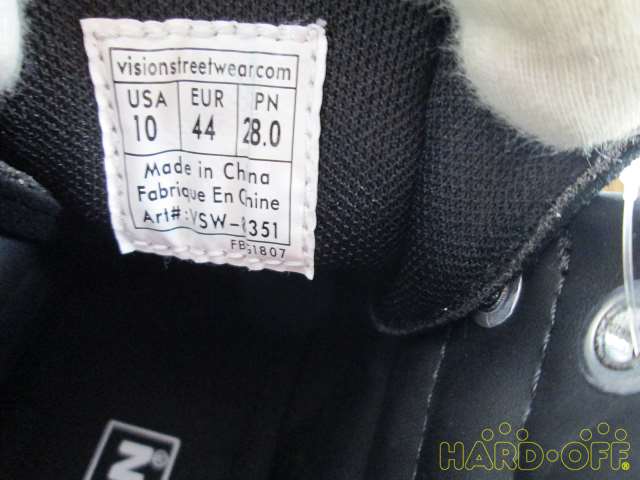 visionstreetwear.com
USA EUR PN
10 44 28.0
Made in China
Fabrique En Chine
Art#:VSW-8351
HARD·OFF